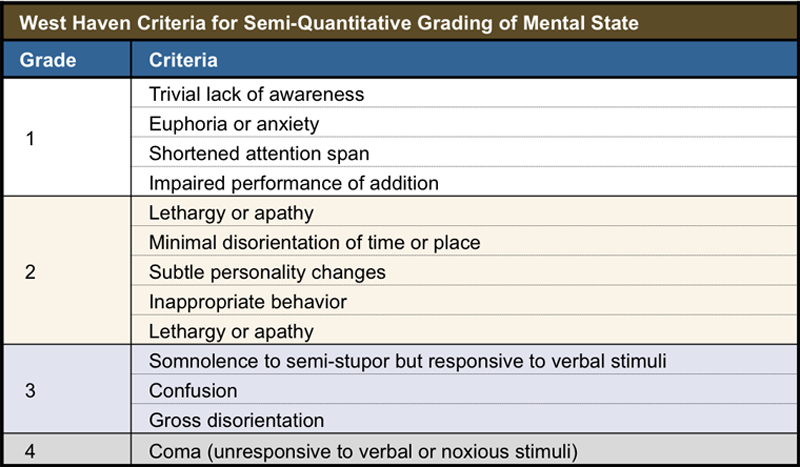 West Haven Criteria for Semi-Quantitative Grading of Mental State
Grade Criteria
1
Trivial lack of awareness
Euphoria or anxiety
Shortened attention span
Impaired performance of addition
2
Lethargy or apathy
Minimal disorientation of time or place
Subtle personality changes
Inappropriate behavior
Lethargy or apathy
3
Somnolence to semi-stupor but responsive to verbal stimuli
Confusion
Gross disorientation
4 Coma (unresponsive to verbal or noxious stimuli)